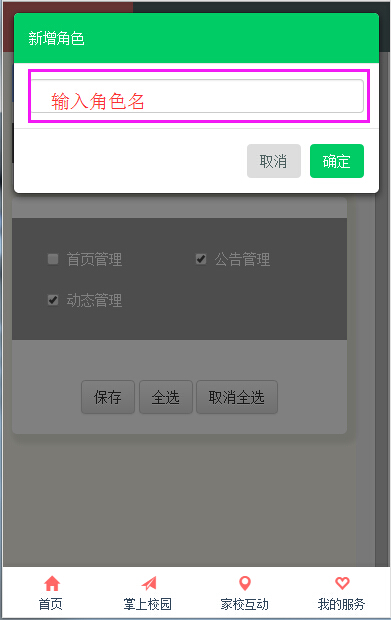 新增角色
输入角色名
取消 确定
首页管理 公告管理
动态管理
保存 全选 取消全选
首页 掌上校园 家校互动 我的服务